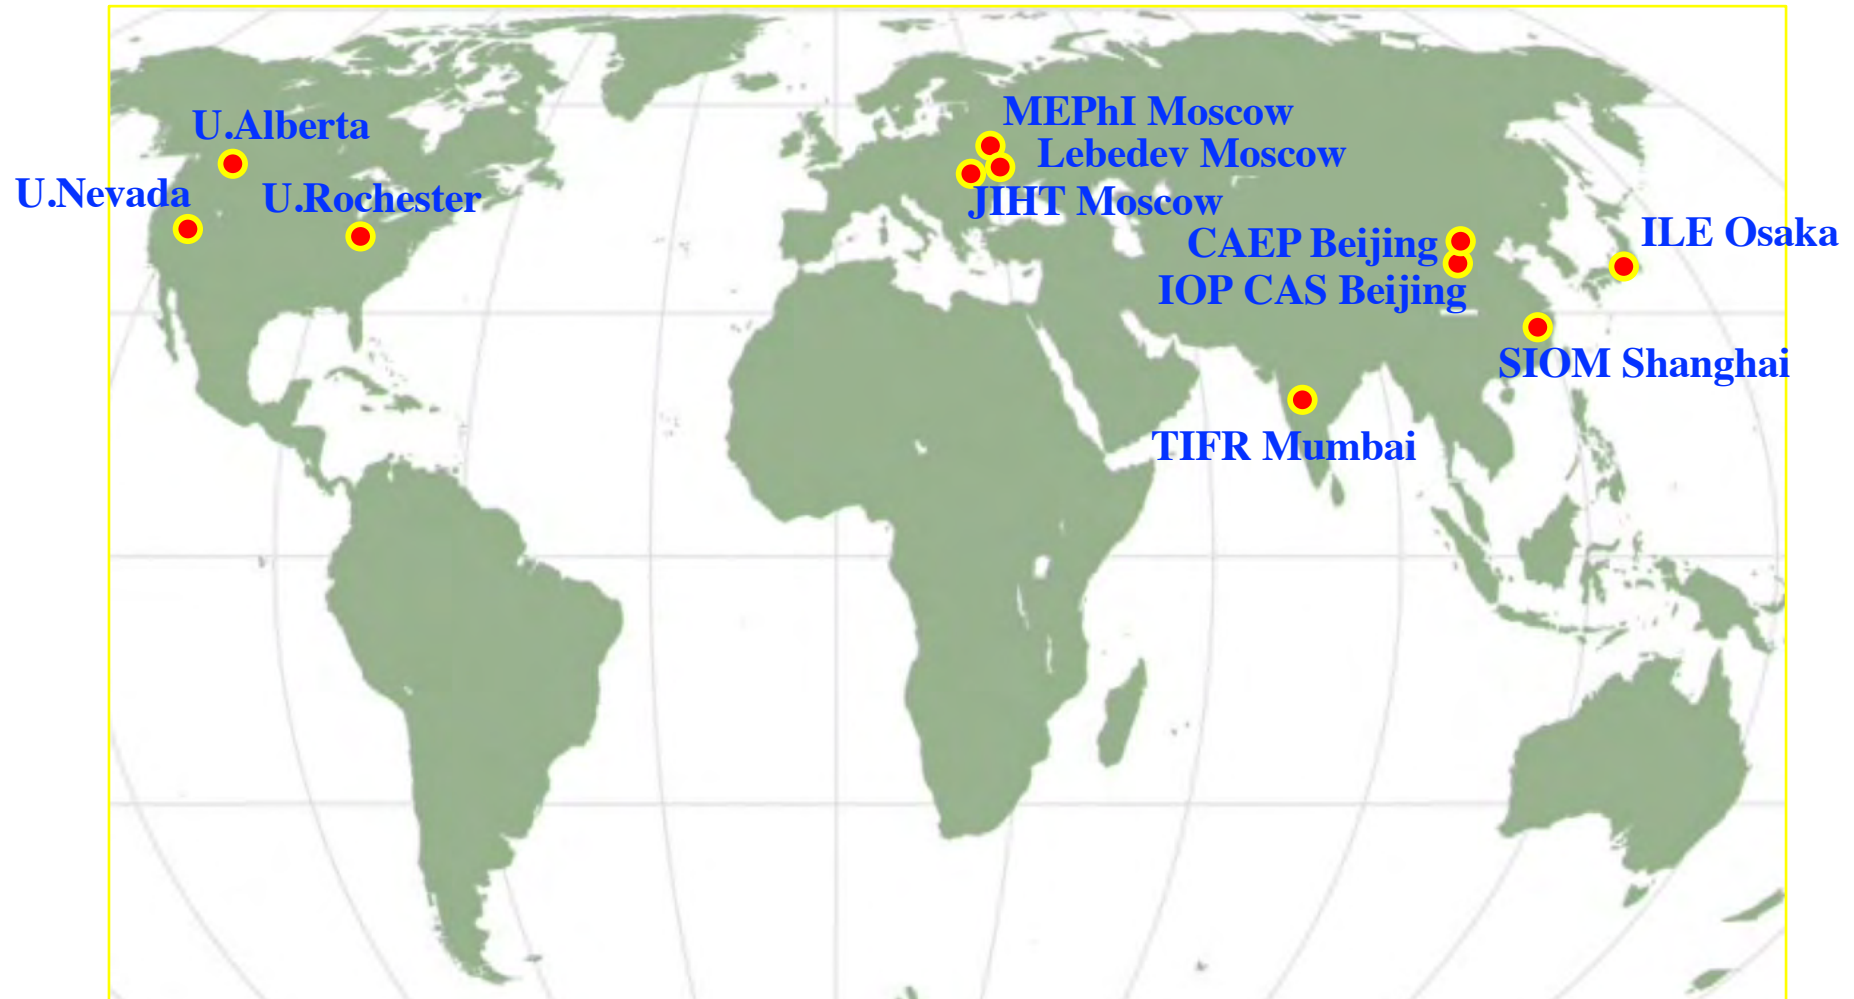 U.Alberta
U.Nevada
U.Rochester
MEPhI Moscow
Lebedev Moscow
JIHT Moscow
CAEP Beijing
IOP CAS Beijing
ILE Osaka
SIOM Shanghai
TIFR Mumbai